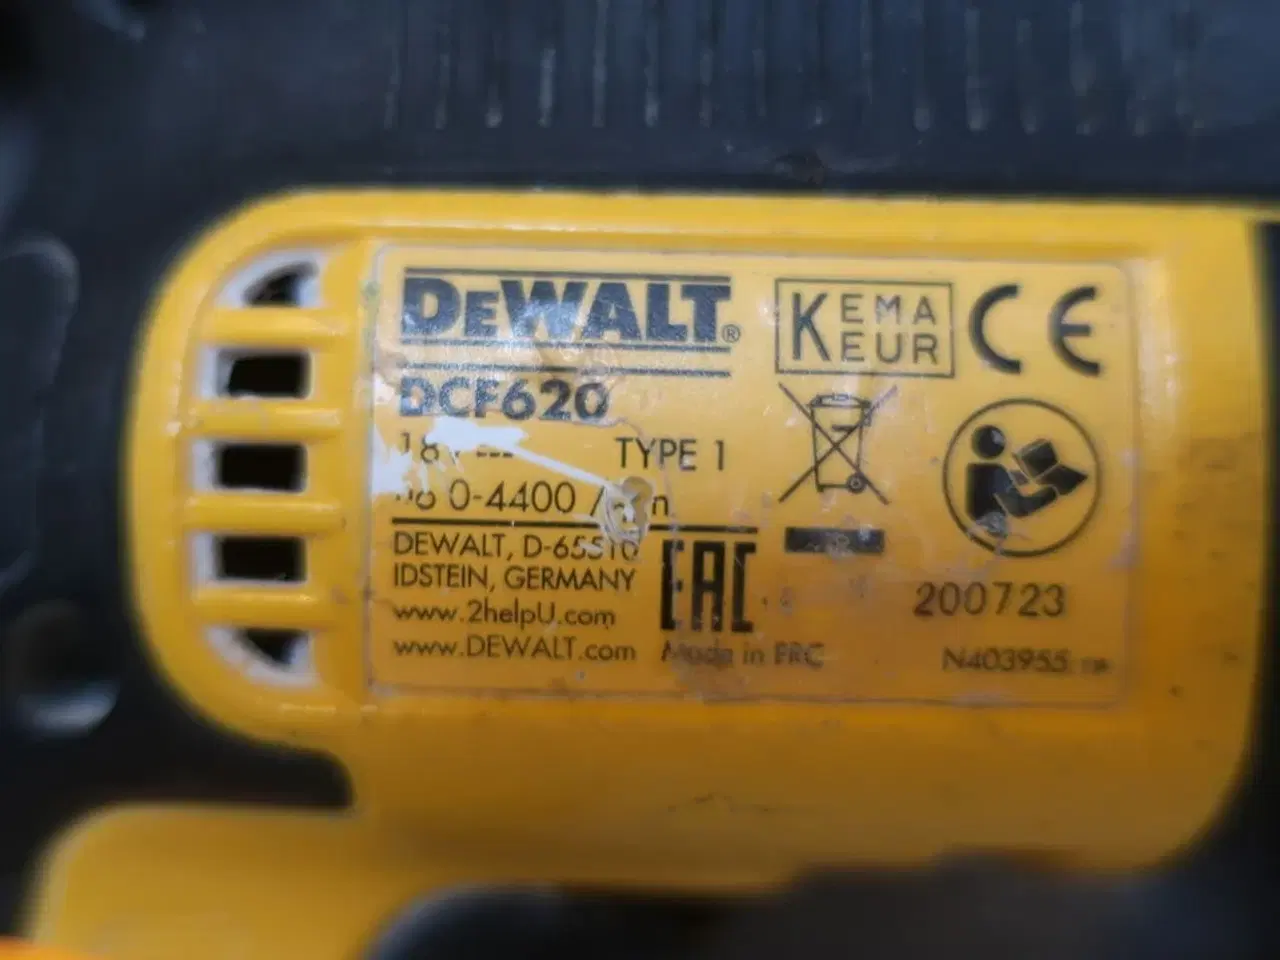 DEWALT®
KEMA
KEUR
CE
DCF620
18V
TYPE 1
0-4400
DEWALT, D-65510
IDSTEIN, GERMANY
EAC
www.2helpU.com
200723
www.DEWALT.com
Made in PRC
N403955